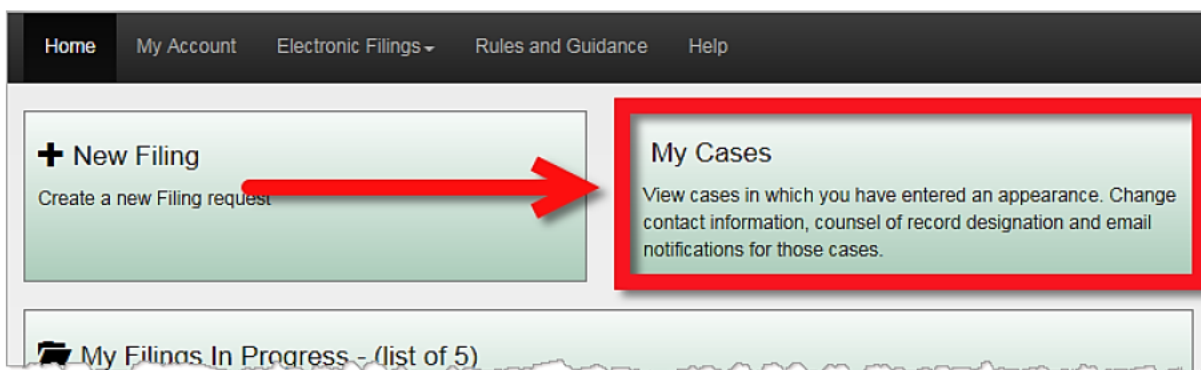 Home My Account Electronic Filings Rules and Guidance Help
New Filing
Create a new Filing request
My Cases
View cases in which you have entered an appearance. Change
contact information, counsel of record designation and email
notifications for those cases.
My Filings In Progress - (list of 5)